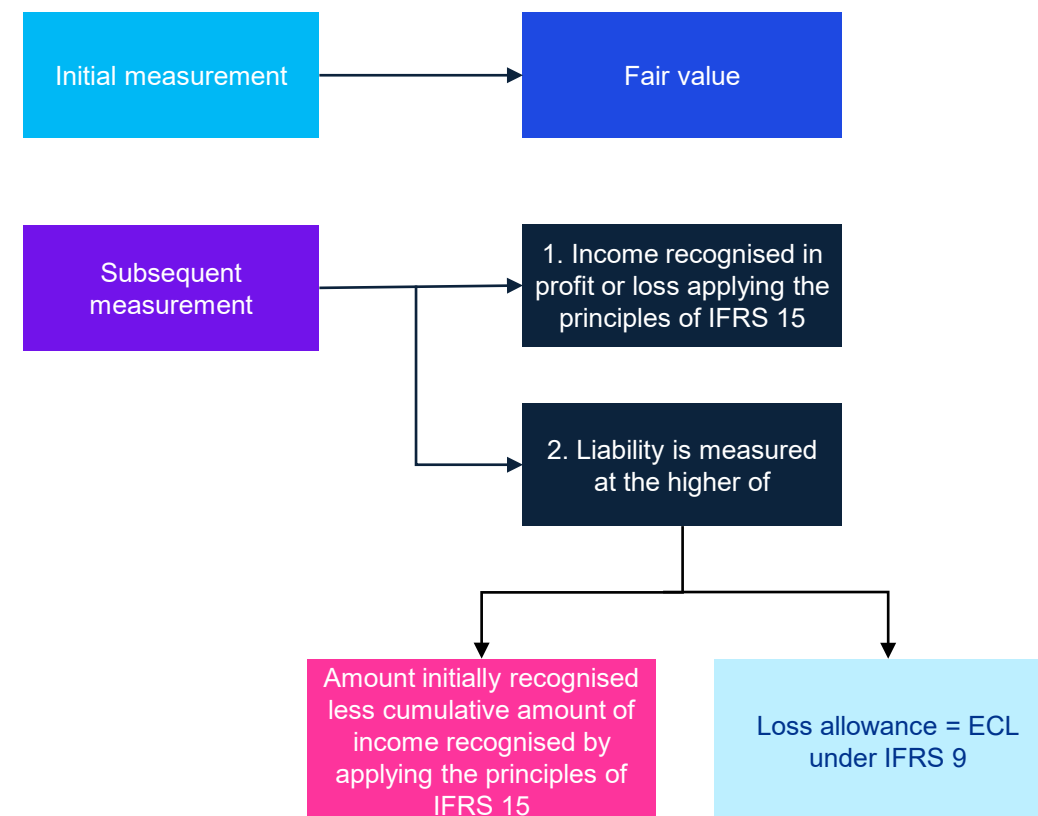 Initial measurement
Fair value
Subsequent
measurement
1. Income recognised in
profit or loss applying the
principles of IFRS 15
2. Liability is measured
at the higher of
Amount initially recognised
less cumulative amount of
income recognised by
applying the principles of
IFRS 15
Loss allowance = ECL
under IFRS 9